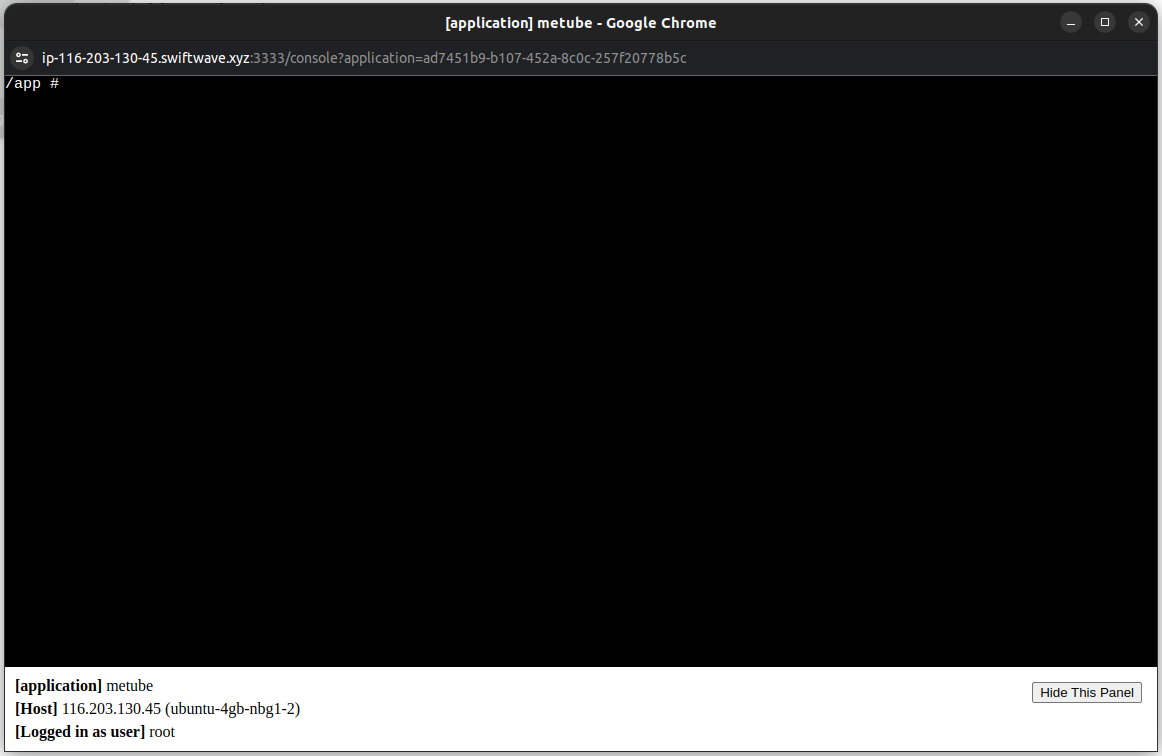 [application] metube - Google Chrome
ip-116-203-130-45.swiftwave.xyz:3333/console?application=ad7451b9-b107-452a-8c0c-257f20778b5c
/app #
[application] metube
Hide This Panel
[Host] 116.203.130.45 (ubuntu-4gb-nbg1-2)
[Logged in as user] root